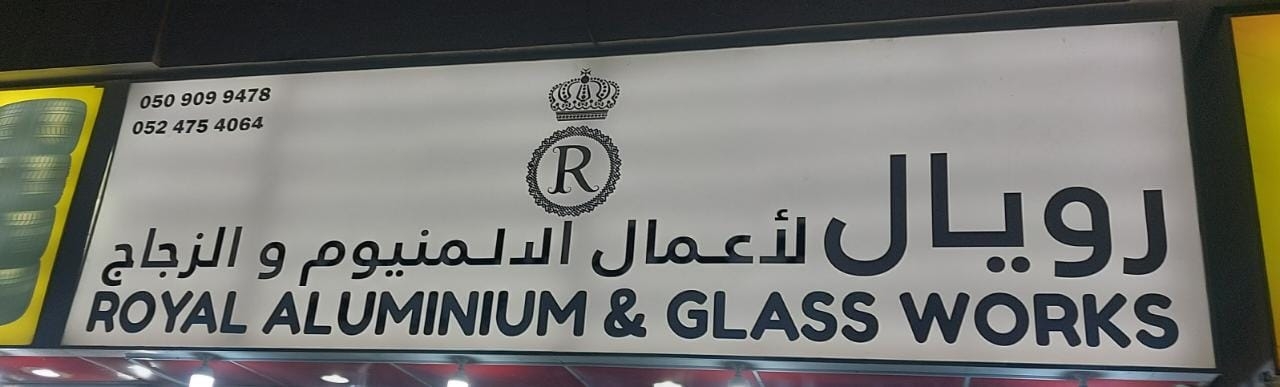 050 909 9478
052 475 4064
R
رويال لأعمال الالمنيوم و الزجاج
ROYAL ALUMINIUM & GLASS WORKS